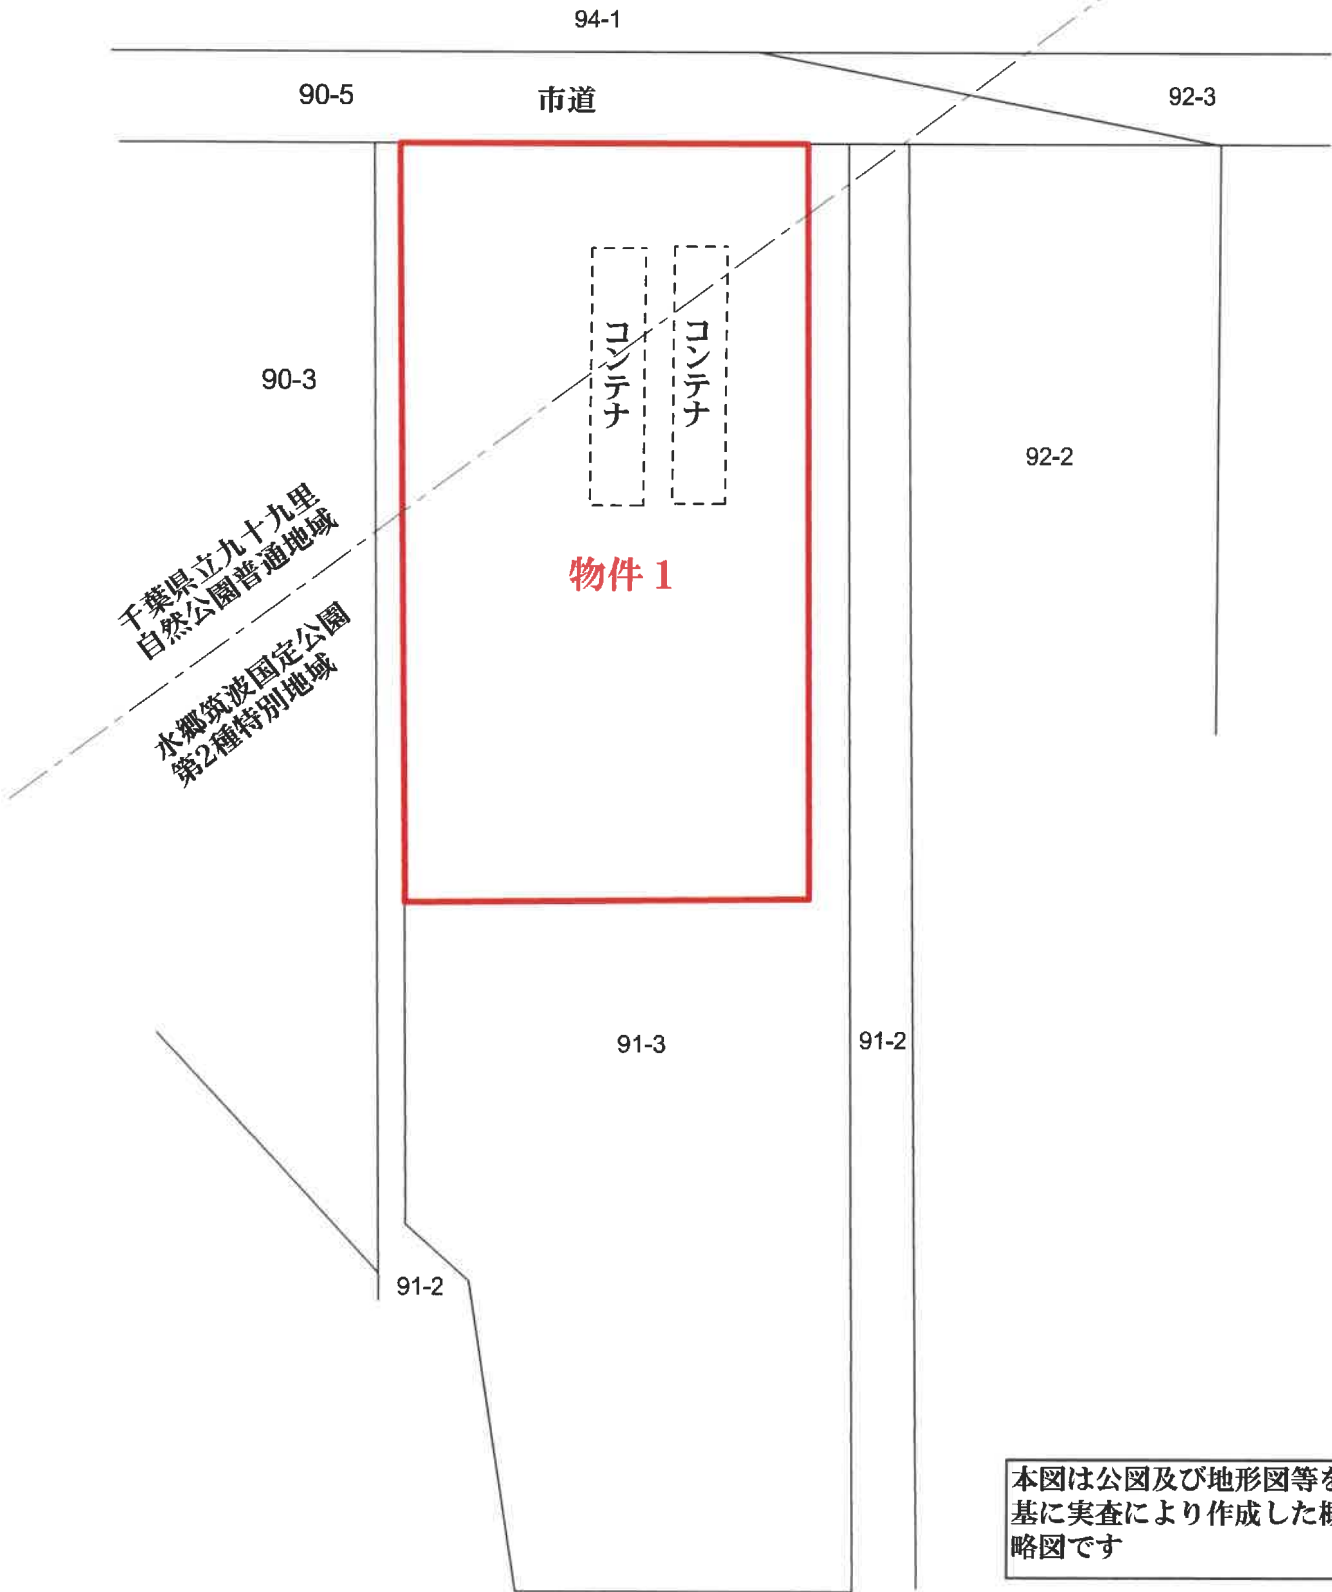 94-1
90-5
市道
92-3
コンテナ
コンテナ
90-3
92-2
千葉県立九十九里
自然公園普通地域
物件 1
水郷筑波国定公園
第2種特別地域
91-3
91-2
91-2
本図は公図及び地形図等を
基に実査により作成した概
略図です